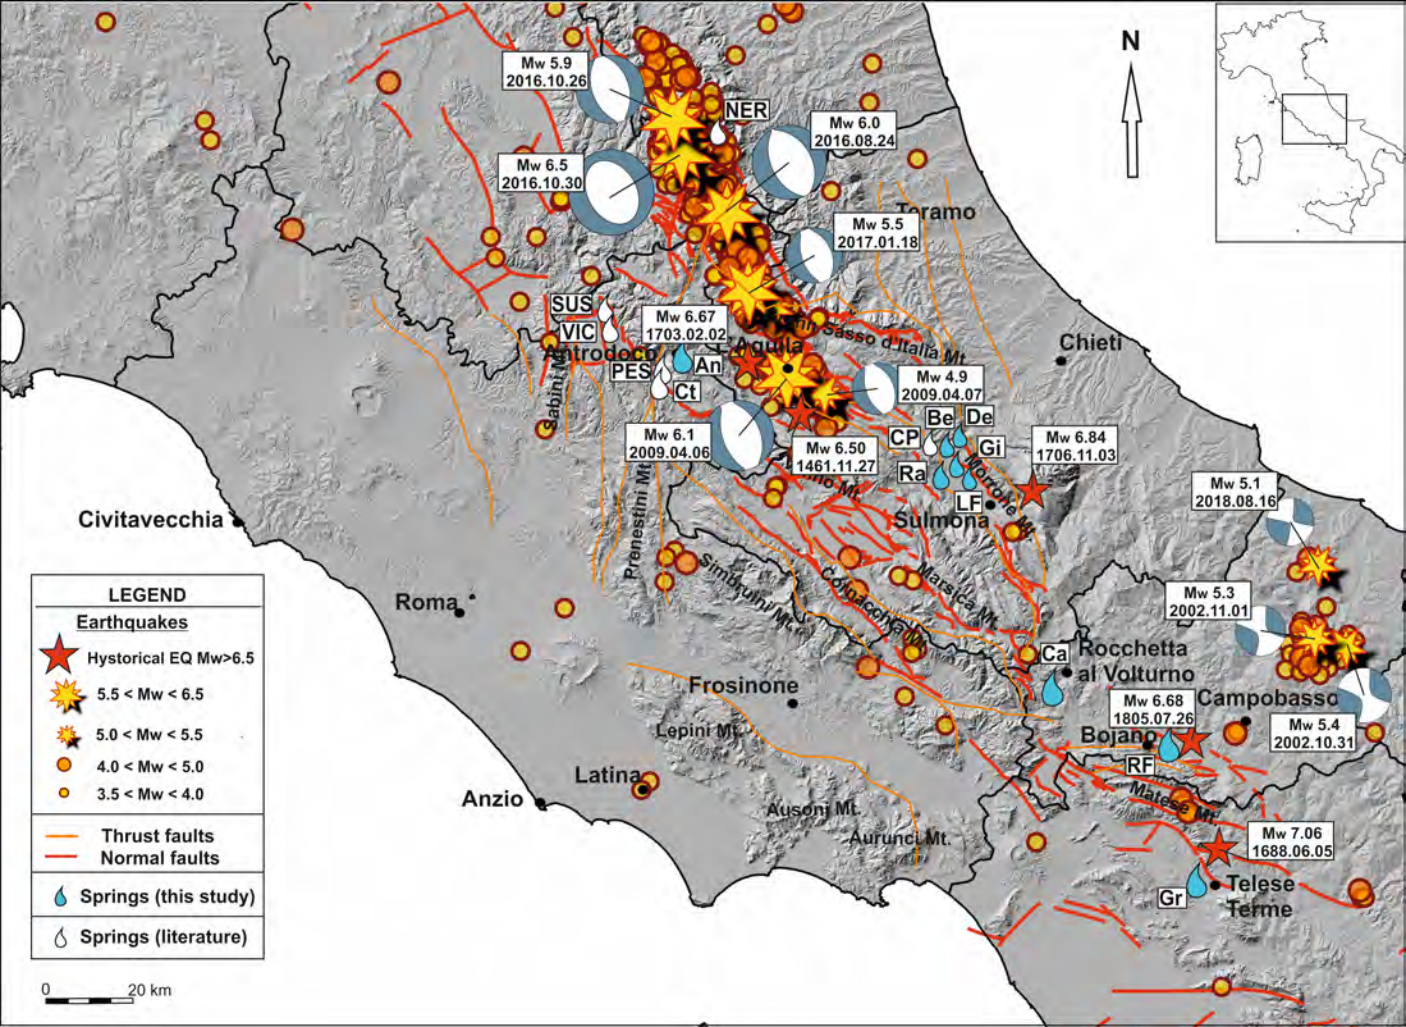 N
Mw 5.9
2016.10.26
NER
Mw 6.0
2016.08.24
Mw 6.5
2016.10.30
Teramo
Mw 5.5
2017.01.18
SUS
VIC
Mw 6.67
1703.02.02
Sasso d'Italia Mt.
Chieti
Antrodoco
L'Aquila
PES
An
Ct
Sabini Mt.
Mw 4.9
2009.04.07
Be
De
CP
Gi
Mw 6.1
2009.04.06
Mw 6.50
1461.11.27
Mw 6.84
1706.11.03
Ra
LF
Morrone Mt.
Mw 5.1
2018.08.16
Civitavecchia
Sulmona
Prenestini Mt.
Simbruini Mt.
Cornacchia Mt.
Marsica Mt.
Mw 5.3
2002.11.01
Roma
Ca
Rocchetta
al Volturno
Frosinone
Campobasso
Mw 6.68
1805.07.26
Mw 5.4
2002.10.31
Lepini Mt.
Bojano
RF
Latina
Matese Mt.
Anzio
Ausoni Mt.
Aurunci Mt.
Mw 7.06
1688.06.05
Gr
Telese
Terme
LEGEND
Earthquakes
Hystorical EQ Mw>6.5
5.5 < Mw < 6.5
5.0 < Mw < 5.5
4.0 < Mw < 5.0
3.5 < Mw < 4.0
Thrust faults
Normal faults
Springs (this study)
Springs (literature)
0 20 km